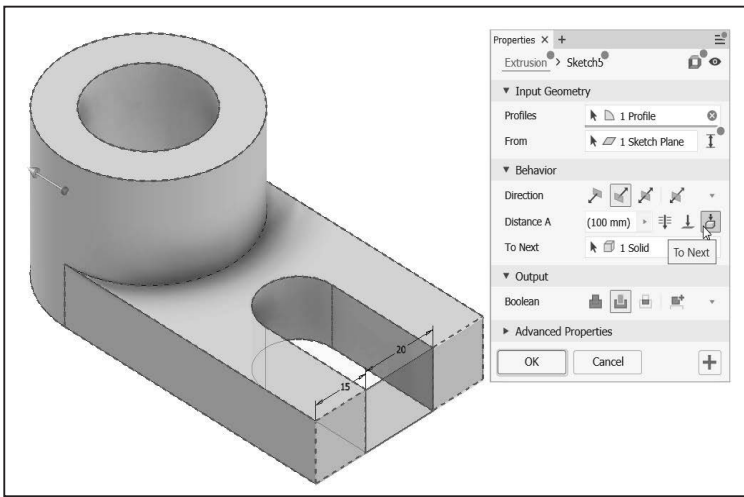 Properties × +
Extrusion > Sketch5
▼ Input Geometry
Profiles 1 Profile
From 1 Sketch Plane
▼ Behavior
Direction
Distance A (100 mm)
To Next 1 Solid
To Next
▼ Output
Boolean
▶ Advanced Properties
OK Cancel +
20
15